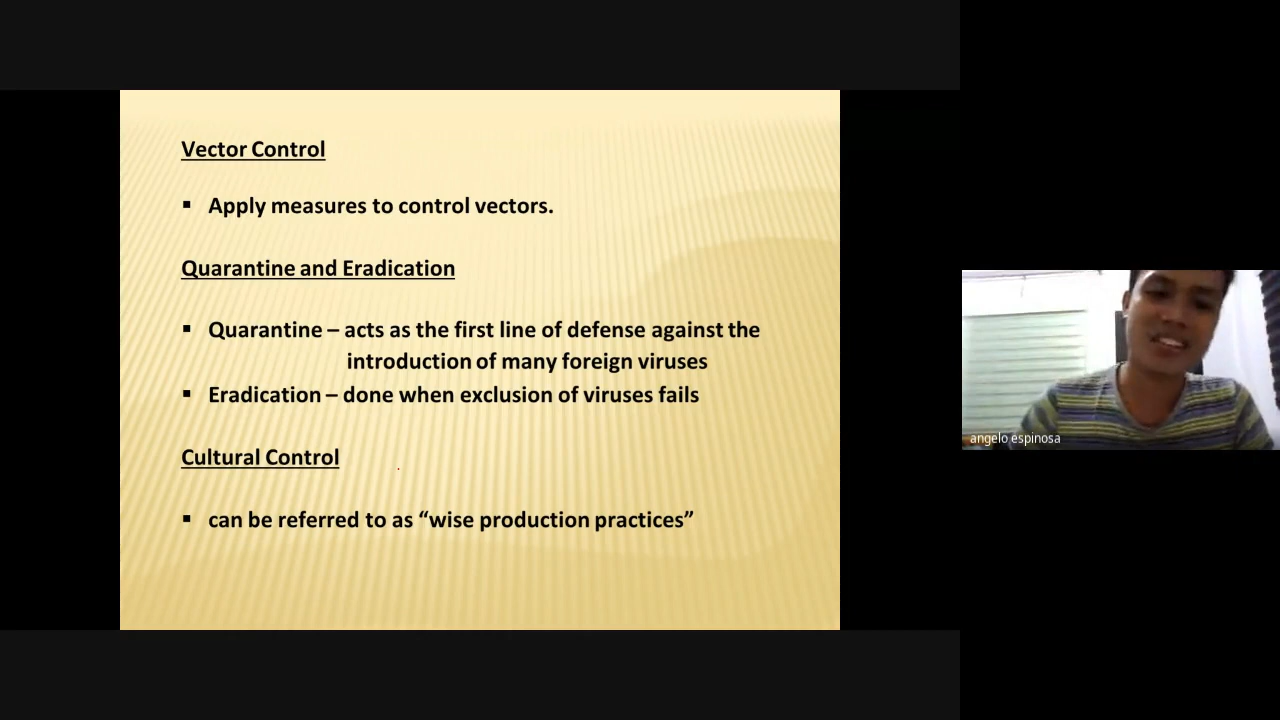 Vector Control
▪ Apply measures to control vectors.
Quarantine and Eradication
▪ Quarantine – acts as the first line of defense against the
introduction of many foreign viruses
▪ Eradication – done when exclusion of viruses fails
Cultural Control
▪ can be referred to as “wise production practices”
angelo espinosa